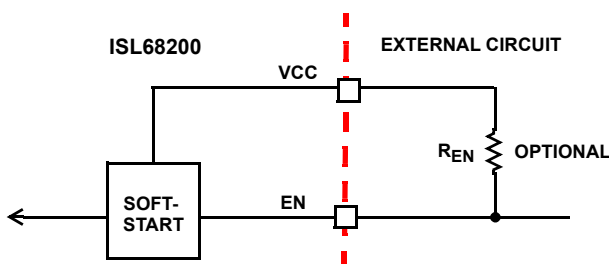 ISL68200
EXTERNAL CIRCUIT
VCC
REN
OPTIONAL
SOFT-
START
EN